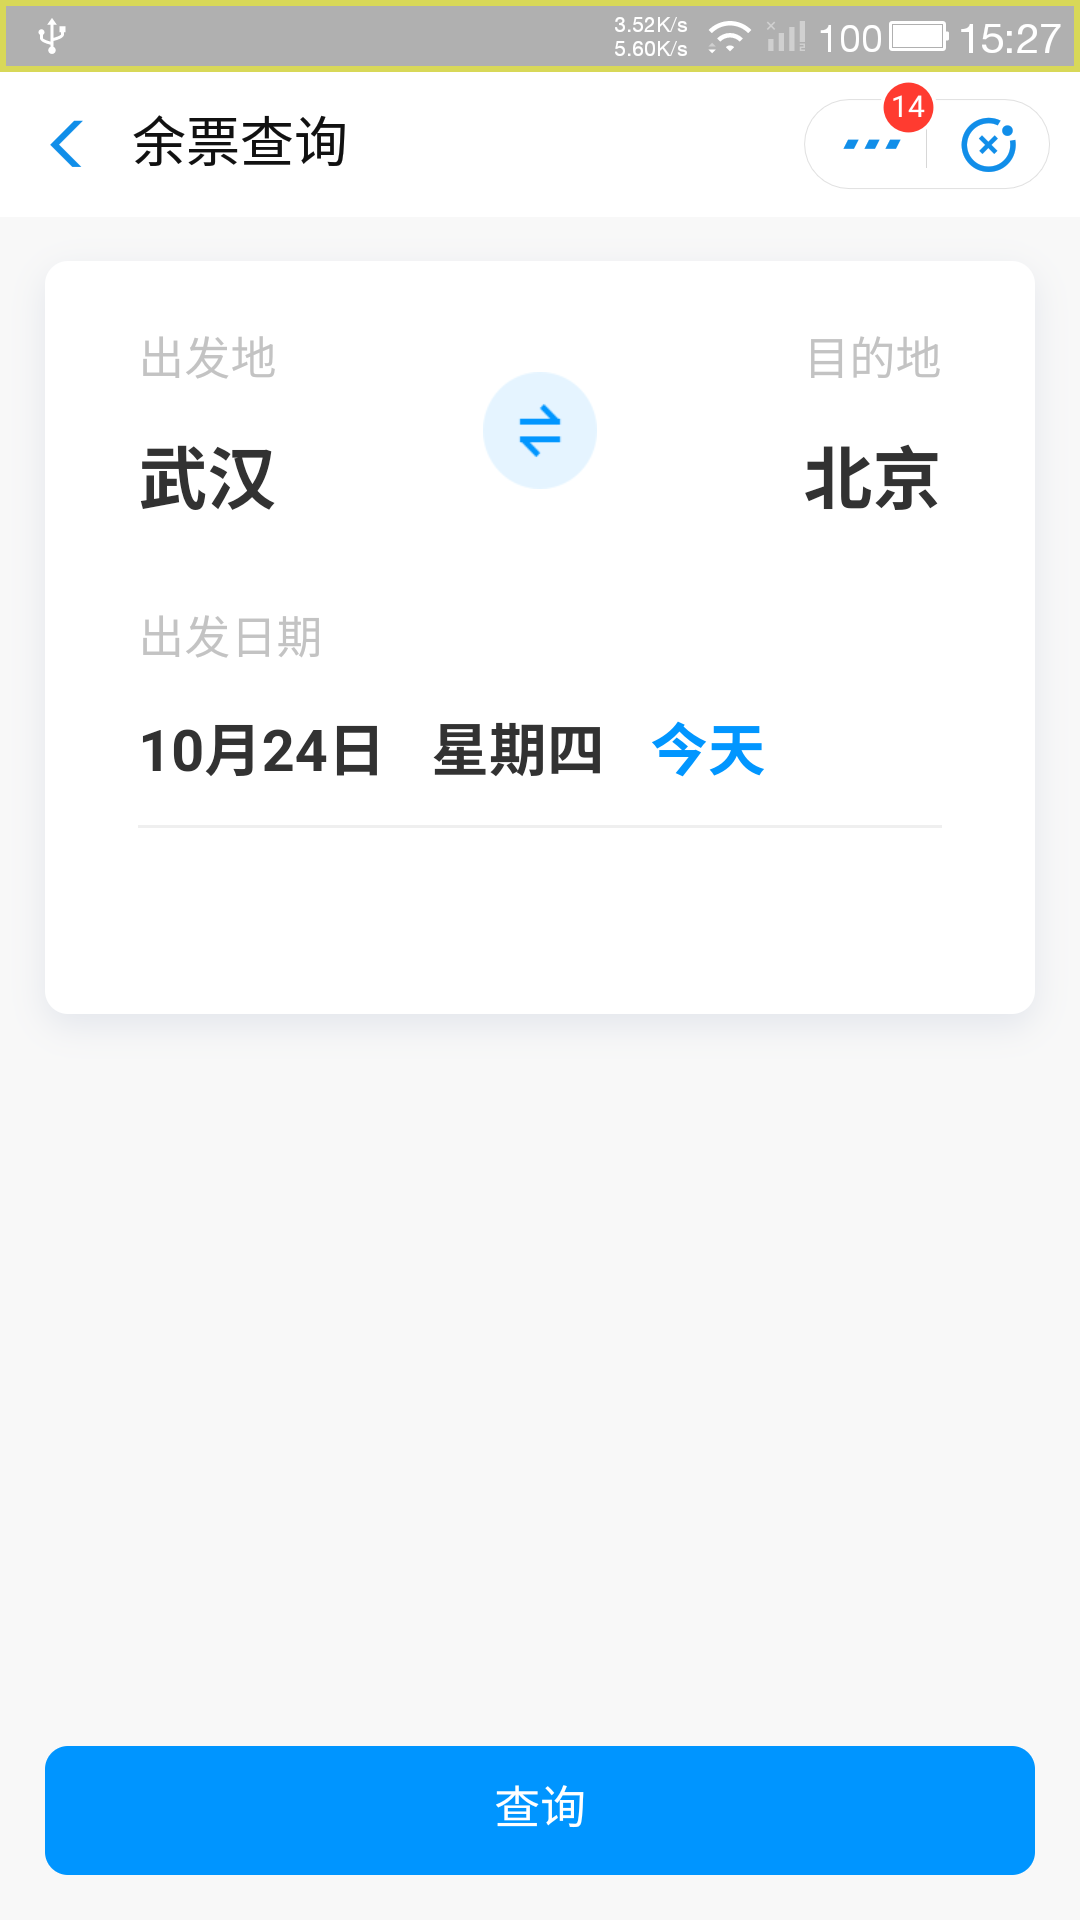 3.52K/s
5.60K/s
100
15:27
余票查询
14
出发地
目的地
武汉
北京
出发日期
10月24日 星期四 今天
查询